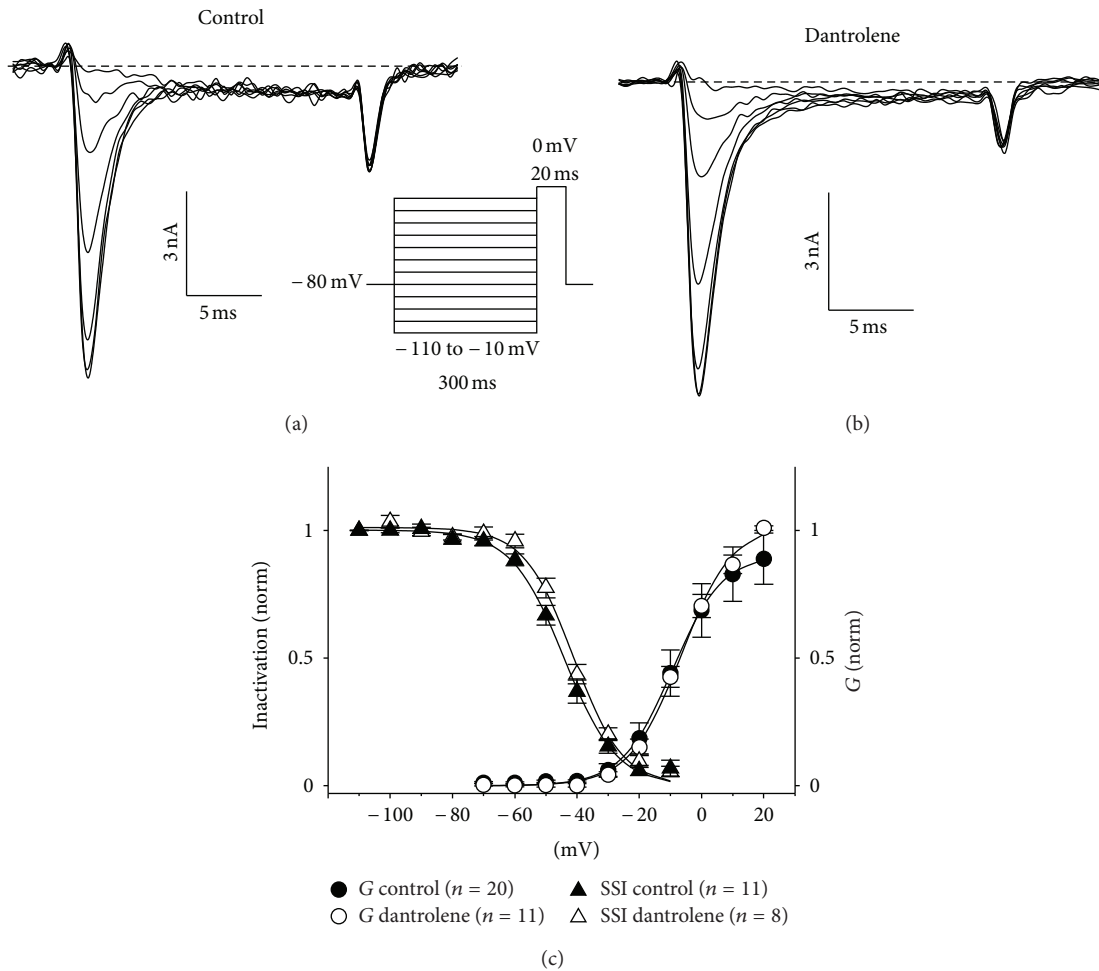 Control
Dantrolene
3 nA
5 ms
0 mV
20 ms
− 80 mV
− 110 to − 10 mV
300 ms
3 nA
5 ms
(a)
(b)
Inactivation (norm)
1
0.5
0
G (norm)
1
0.5
0
− 100 − 80 − 60 − 40 − 20 0 20
(mV)
G control (n = 20)
SSI control (n = 11)
G dantrolene (n = 11)
SSI dantrolene (n = 8)
(c)